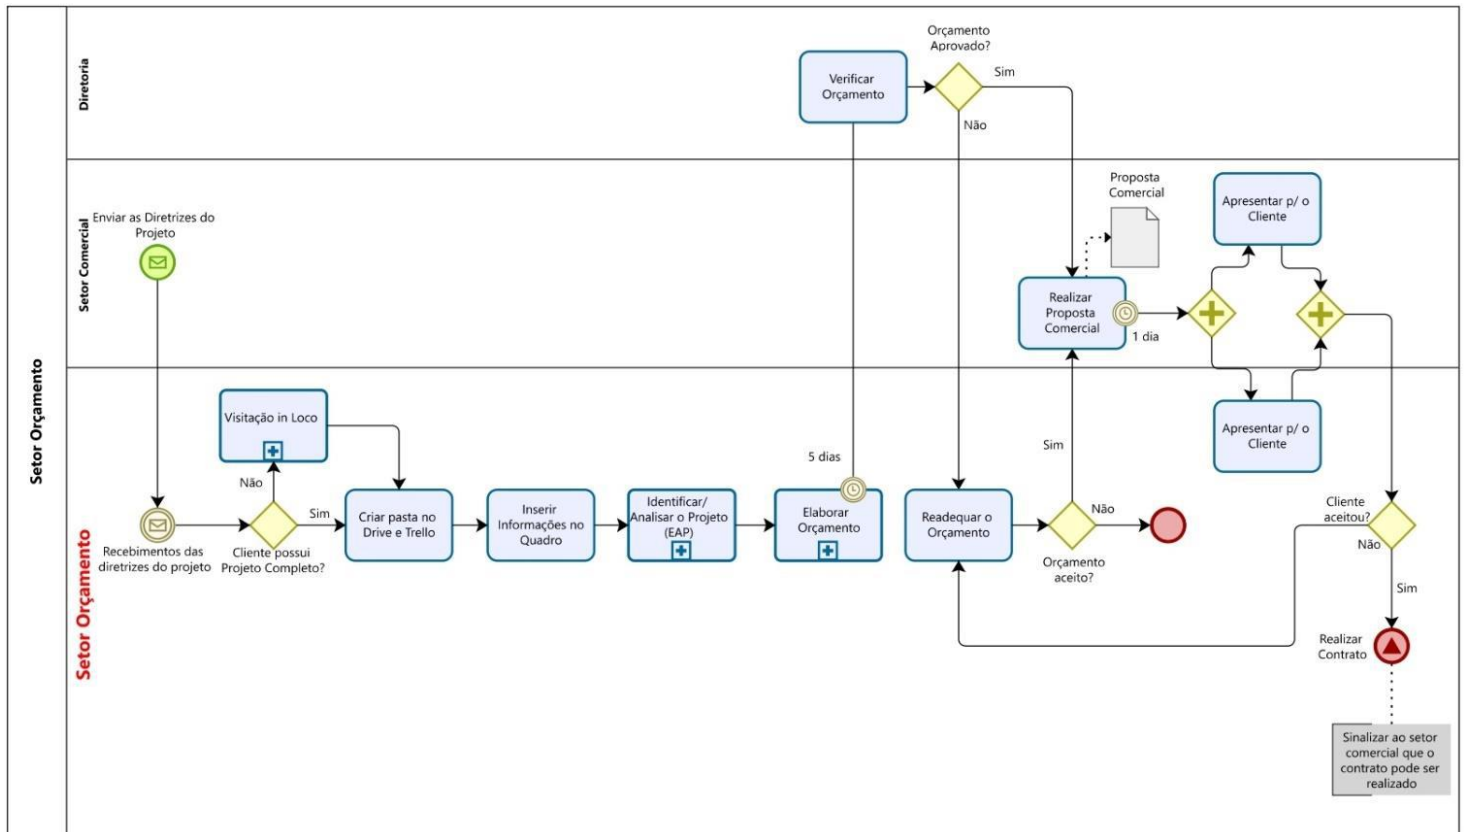 Setor Orçamento
Diretoria
Verificar
Orçamento
Orçamento
Aprovado?
Sim
Não
Setor Comercial
Enviar as Diretrizes do
Projeto
Realizar
Proposta
Comercial
Proposta
Comercial
1 dia
Apresentar p/ o
Cliente
Setor Orçamento
Recebimentos das
diretrizes do projeto
Cliente possui
Projeto Completo?
Não
Sim
Visitação in Loco
Criar pasta no
Drive e Trello
Inserir
Informações no
Quadro
Identificar/
Analisar o Projeto
(EAP)
Elaborar
Orçamento
5 dias
Readequar o
Orçamento
Orçamento
aceito?
Sim
Não
Apresentar p/ o
Cliente
Cliente
aceitou?
Não
Sim
Realizar
Contrato
Sinalizar ao setor
comercial que o
contrato pode ser
realizado